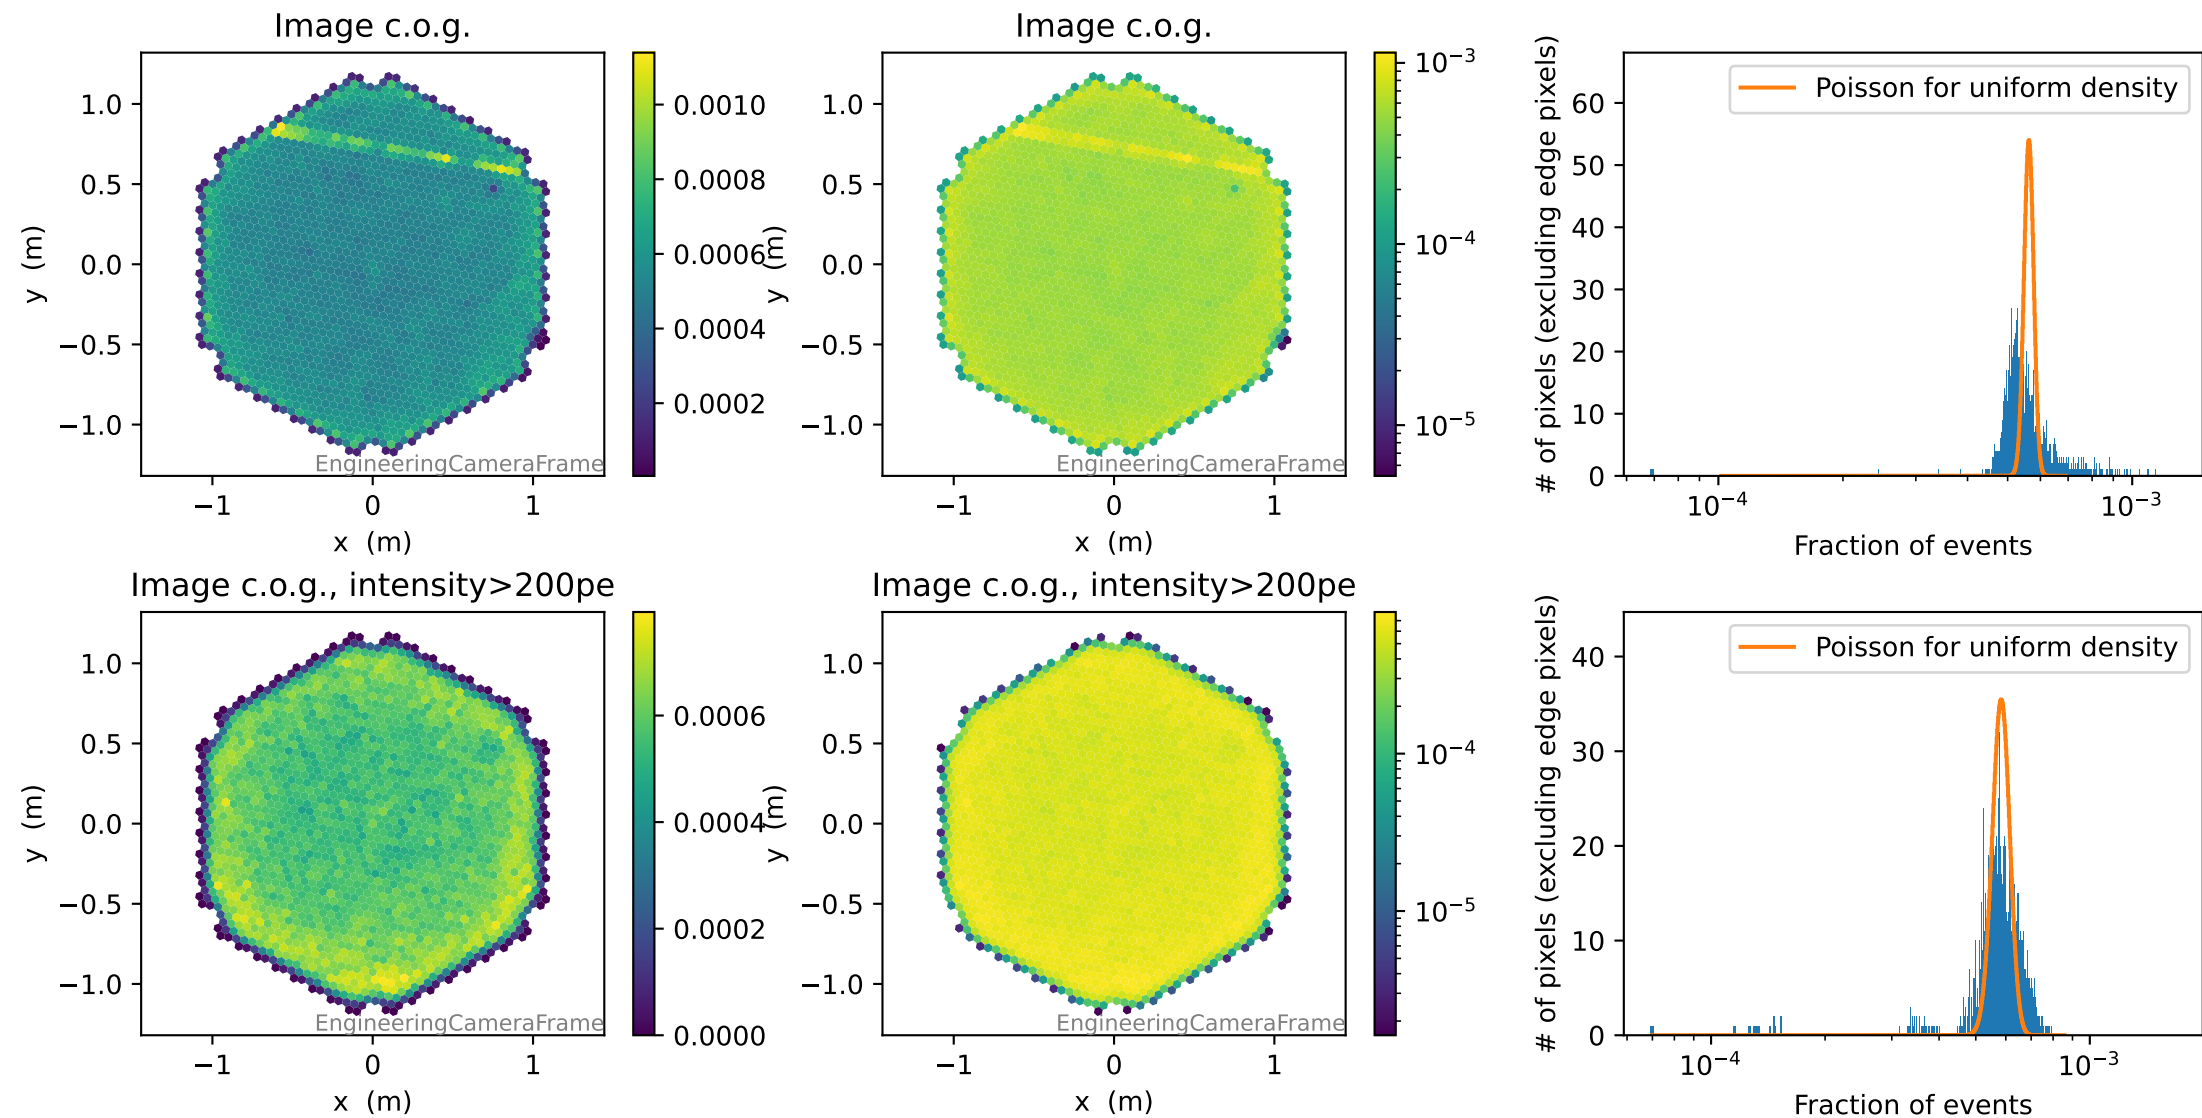 Image c.o.g.
y (m)
1.0
0.5
0.0
−0.5
−1.0
−1
0
1
x (m)
EngineeringCameraFrame
0.0010
0.0008
0.0006
0.0004
0.0002
Image c.o.g.
y (m)
1.0
0.5
0.0
−0.5
−1.0
−1
0
1
x (m)
EngineeringCameraFrame
10⁻³
10⁻⁴
10⁻⁵
# of pixels (excluding edge pixels)
60
50
40
30
20
10
0
Poisson for uniform density
10⁻⁴
10⁻³
Fraction of events
Image c.o.g., intensity>200pe
y (m)
1.0
0.5
0.0
−0.5
−1.0
−1
0
1
x (m)
EngineeringCameraFrame
0.0006
0.0004
0.0002
0.0000
Image c.o.g., intensity>200pe
y (m)
1.0
0.5
0.0
−0.5
−1.0
−1
0
1
x (m)
EngineeringCameraFrame
10⁻⁴
10⁻⁵
# of pixels (excluding edge pixels)
40
30
20
10
0
Poisson for uniform density
10⁻⁴
10⁻³
Fraction of events